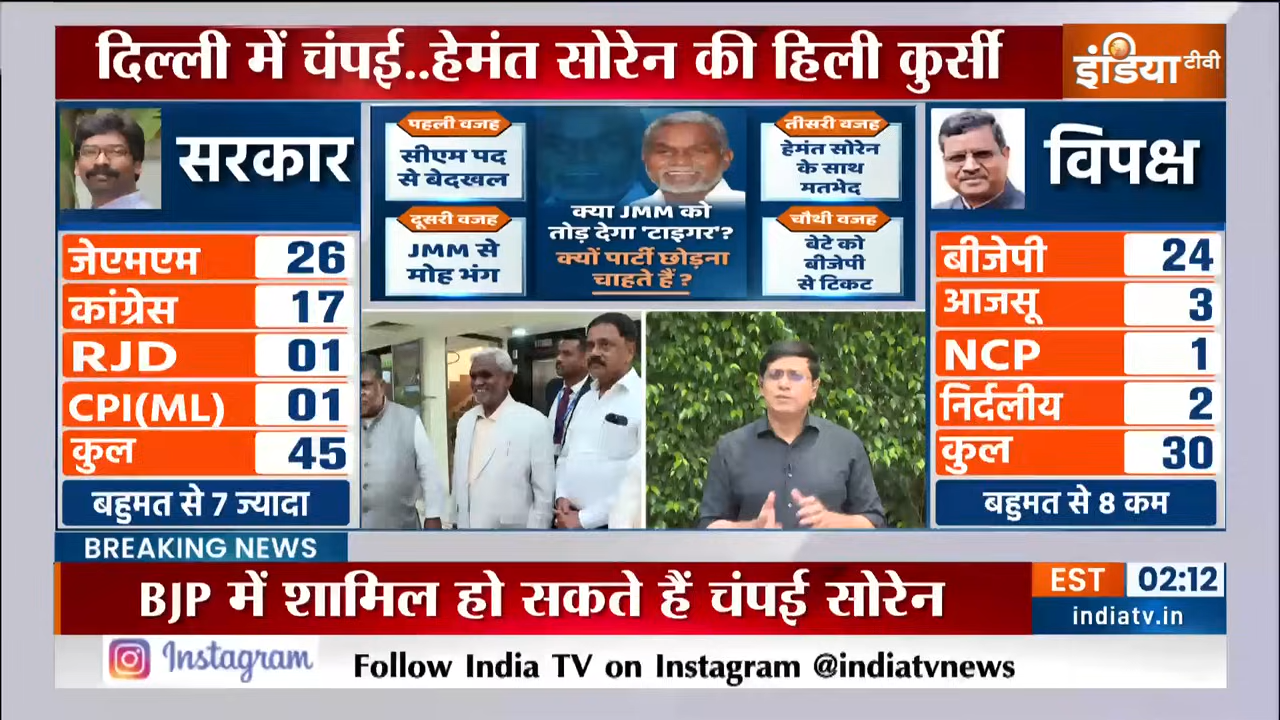 दिल्ली में चंपई..हेमंत सोरेन की हिली कुर्सी
इंडिया टीवी
सरकार
जेएमएम 26
कांग्रेस 17
RJD 01
CPI(ML) 01
कुल 45
बहुमत से 7 ज्यादा
पहली वजह
सीएम पद
से बेदखल
दूसरी वजह
JMM से
मोह भंग
क्या JMM को
तोड़ देगा 'टाइगर'?
क्यों पार्टी छोड़ना
चाहते हैं ?
तीसरी वजह
हेमंत सोरेन
के साथ
मतभेद
चौथी वजह
बेटे को
बीजेपी
से टिकट
विपक्ष
बीजेपी 24
आजसू 3
NCP 1
निर्दलीय 2
कुल 30
बहुमत से 8 कम
BREAKING NEWS
BJP में शामिल हो सकते हैं चंपई सोरेन
EST 02:12
indiatv.in
Instagram Follow India TV on Instagram @indiatvnews